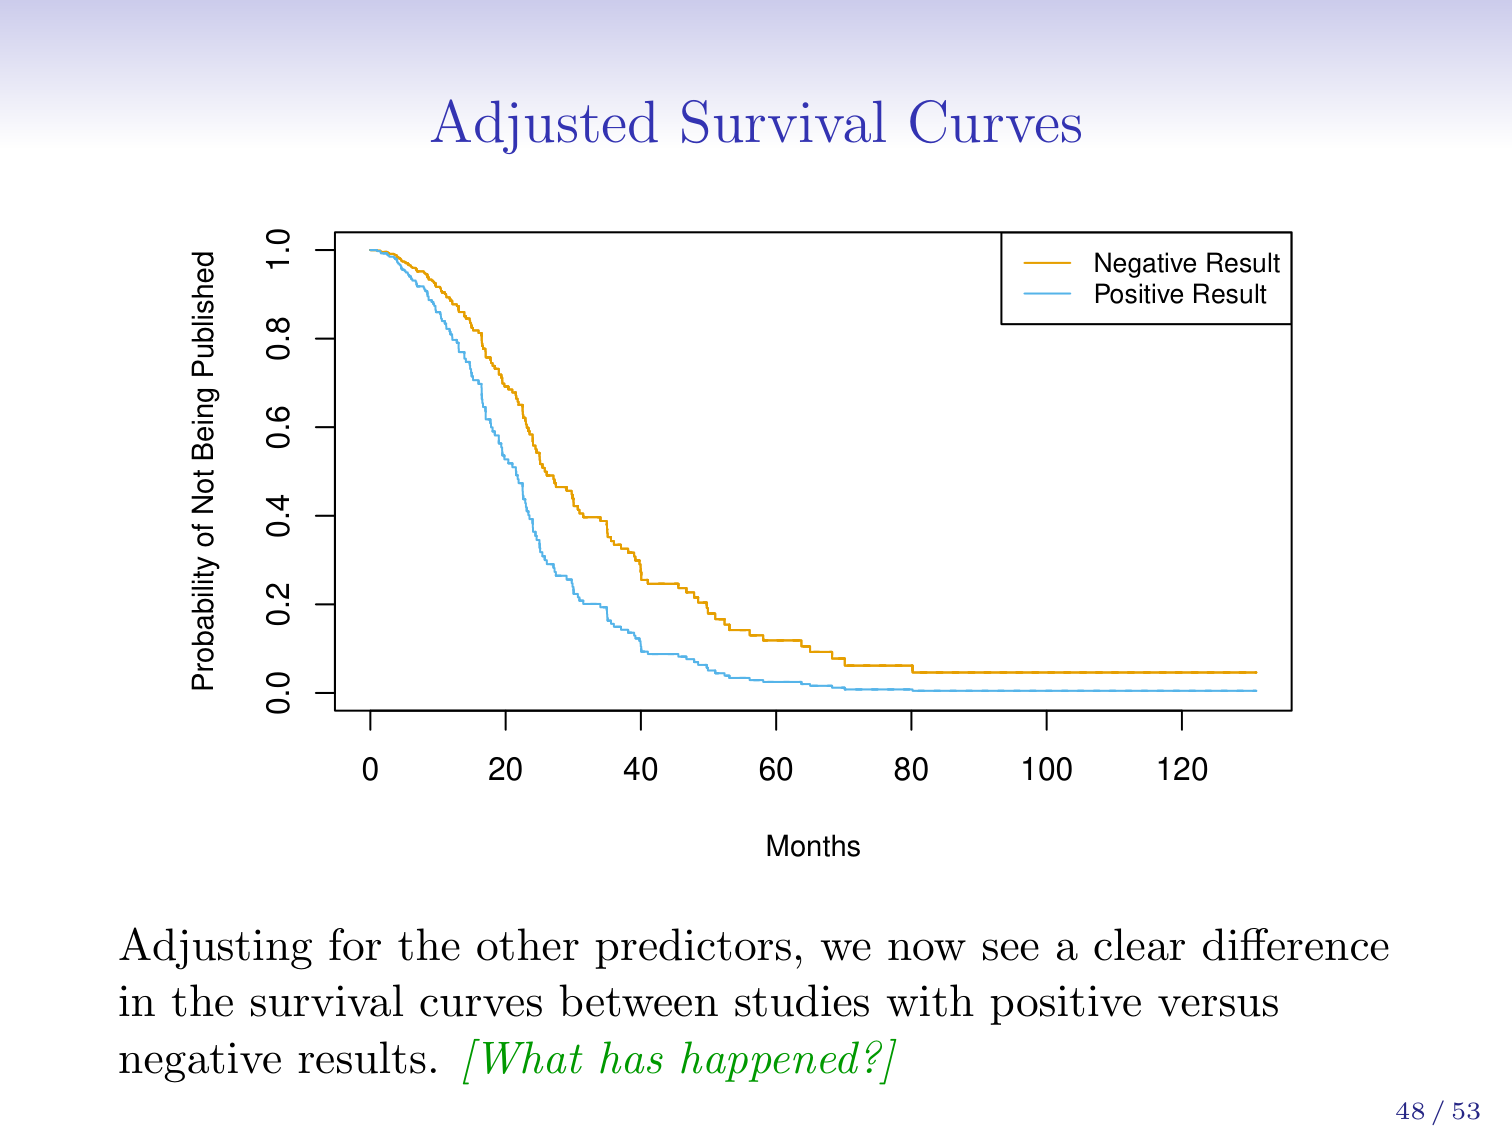 Adjusted Survival Curves
Probability of Not Being Published
1.0
0.8
0.6
0.4
0.2
0.0
Negative Result
Positive Result
0 20 40 60 80 100 120
Months
Adjusting for the other predictors, we now see a clear difference
in the survival curves between studies with positive versus
negative results. [What has happened?]
48 / 53